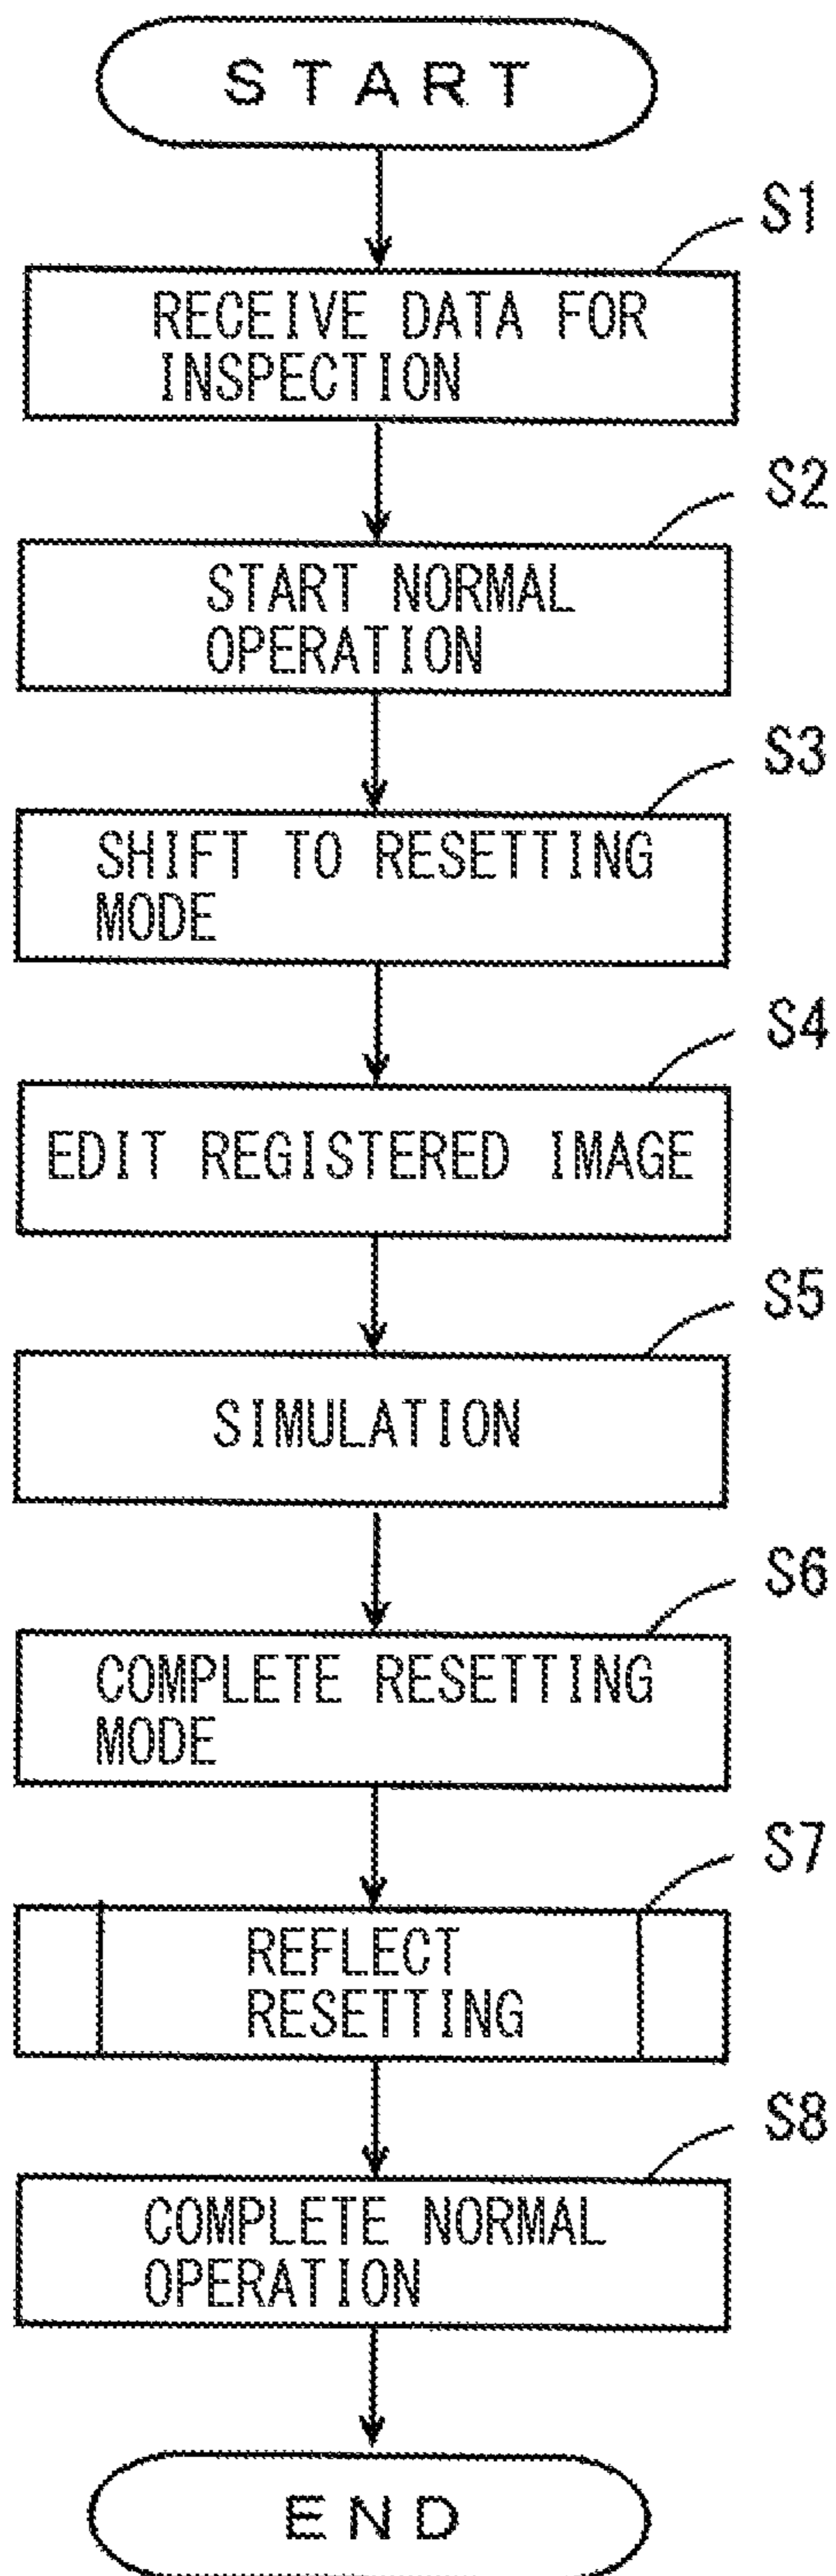 START
S1
RECEIVE DATA FOR
INSPECTION
S2
START NORMAL
OPERATION
S3
SHIFT TO RESETTING
MODE
S4
EDIT REGISTERED IMAGE
S5
SIMULATION
S6
COMPLETE RESETTING
MODE
S7
REFLECT
RESETTING
S8
COMPLETE NORMAL
OPERATION
END